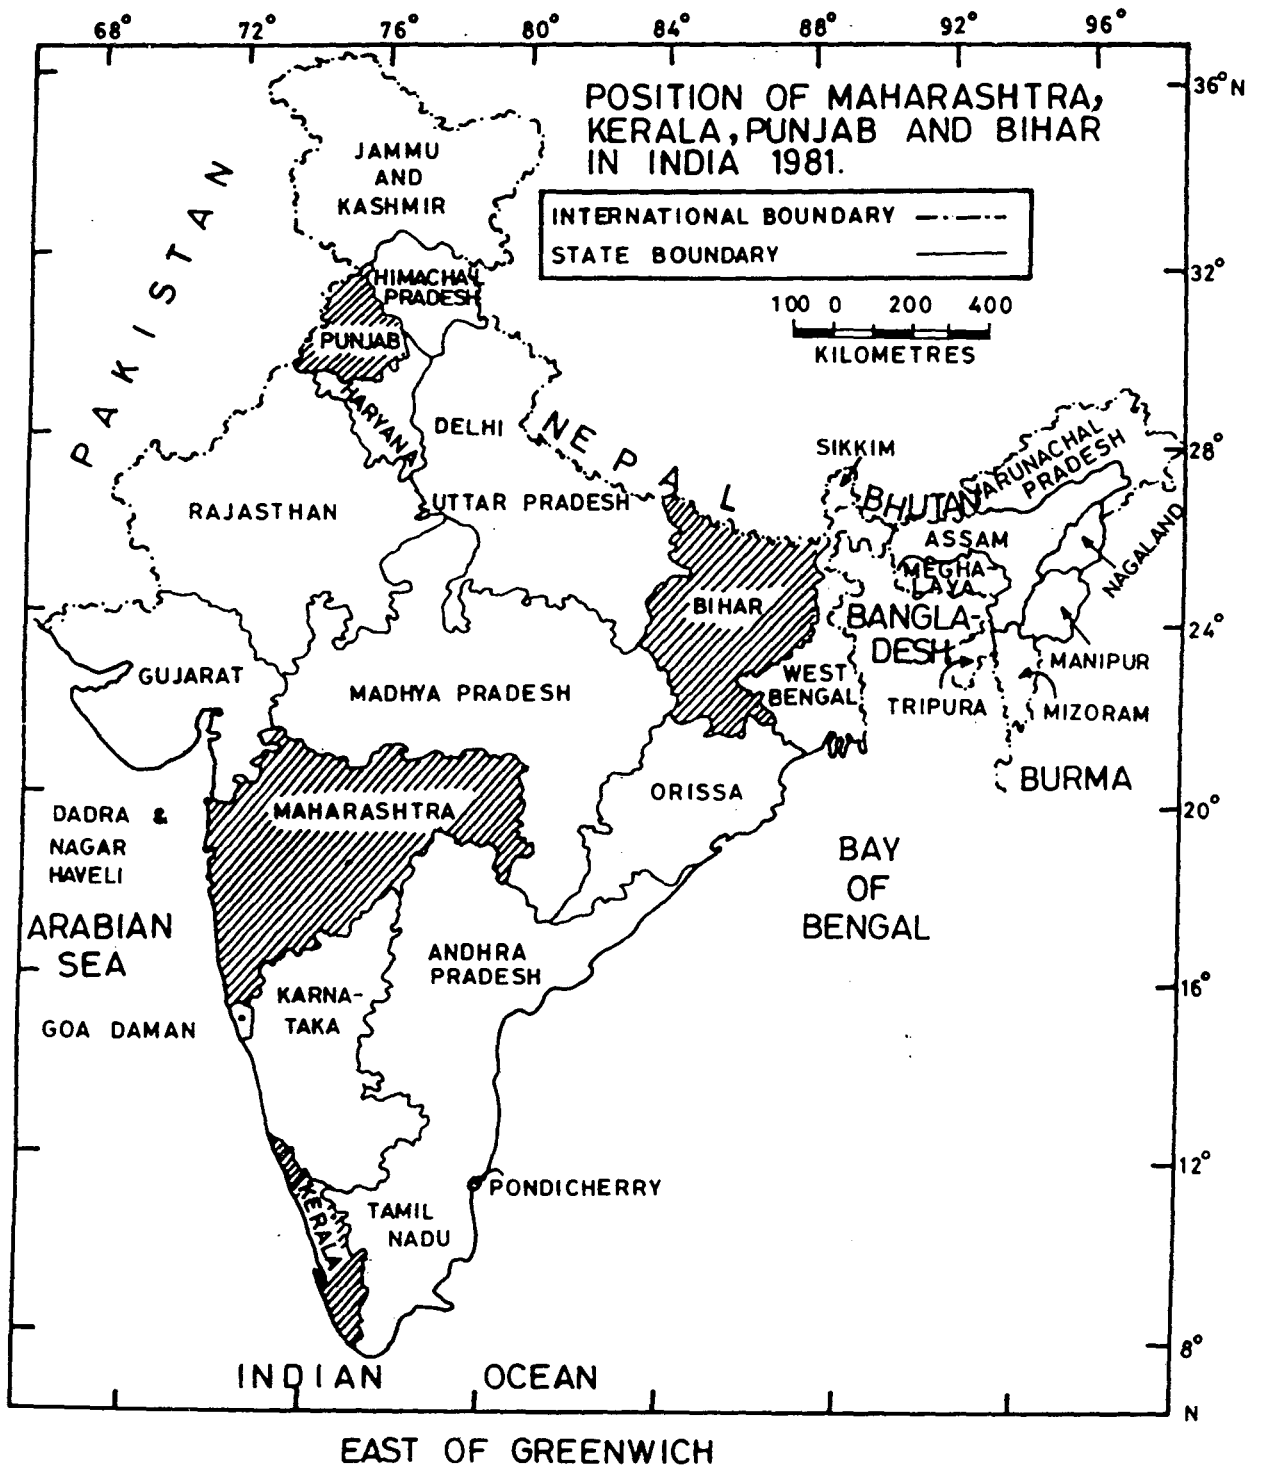 68° 72° 76° 80° 84° 88° 92° 96°
36°N
POSITION OF MAHARASHTRA,
KERALA, PUNJAB AND BIHAR
IN INDIA 1981.
INTERNATIONAL BOUNDARY
STATE BOUNDARY
100 0 200 400
KILOMETRES
JAMMU
AND
KASHMIR
PAKISTAN
32°
HIMACHAL
PRADESH
PUNJAB
HARYANA
DELHI
NEPAL
SIKKIM
28°
ARUNACHAL
PRADESH
BHUTAN
RAJASTHAN
UTTAR PRADESH
ASSAM
NAGALAND
MEGHA-
LAYA
BIHAR
BANGLA-
DESH
24°
MANIPUR
GUJARAT
MADHYA PRADESH
WEST
BENGAL
TRIPURA
MIZORAM
BURMA
ORISSA
MAHARASHTRA
20°
DADRA &
NAGAR
HAVELI
BAY
OF
BENGAL
ARABIAN
SEA
ANDHRA
PRADESH
KARNA-
TAKA
16°
GOA DAMAN
12°
PONDICHERRY
KERALA
TAMIL
NADU
8°
INDIAN OCEAN
N
EAST OF GREENWICH